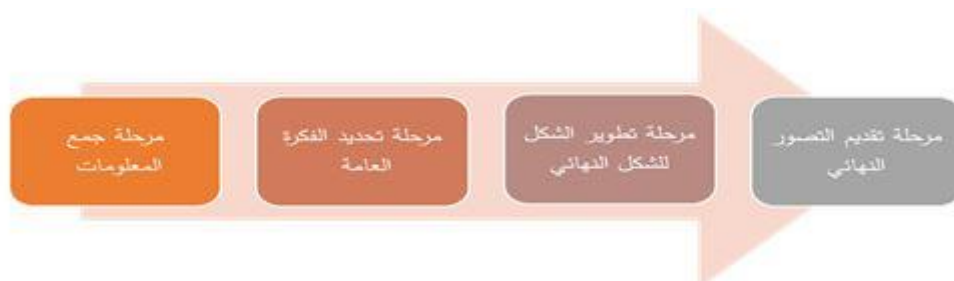 مرحلة جمع
المعلومات
مرحلة تحديد الفكرة
العامة
مرحلة تطوير الشكل
للشكل النهائي
مرحلة تقديم التصور
النهائي